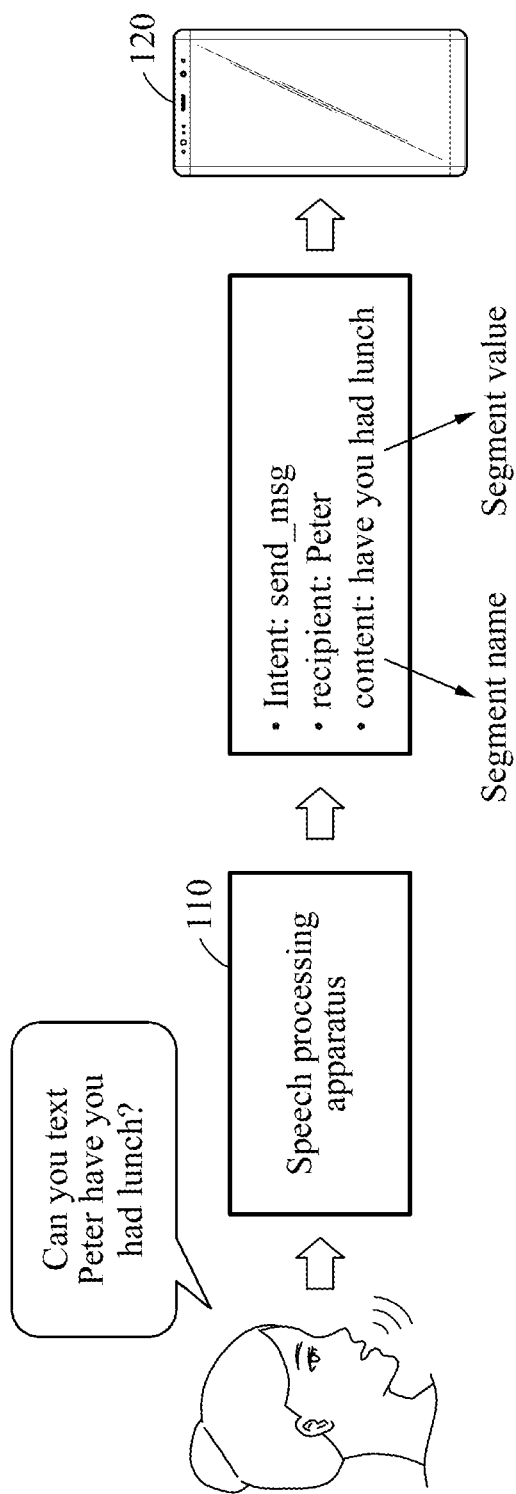 Can you text
Peter have you
had lunch?
110
Speech processing
apparatus
• Intent: send_msg
• recipient: Peter
• content: have you had lunch
Segment name
Segment value
120